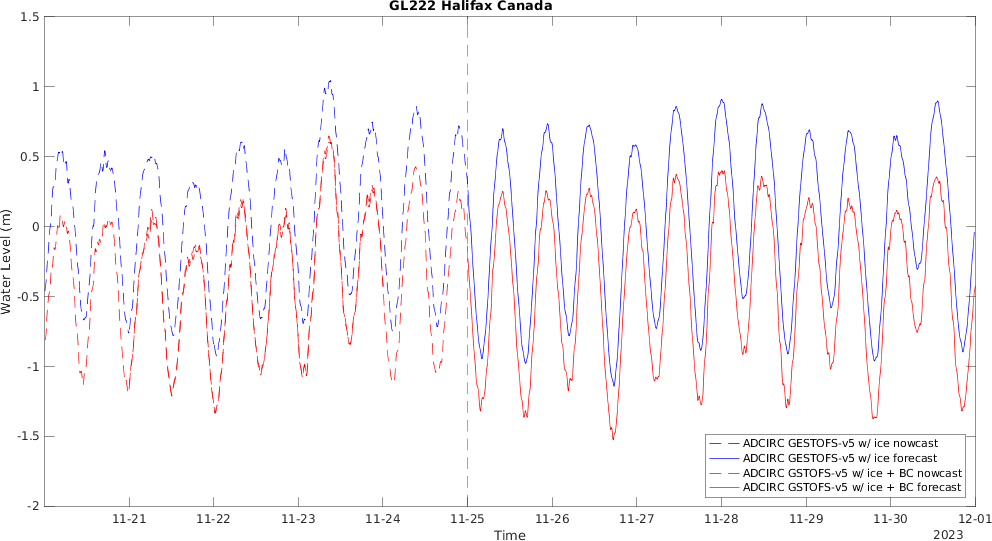 GL222 Halifax Canada
1.5
1
0.5
0
-0.5
-1
-1.5
-2
Water Level (m)
ADCIRC GESTOFS-v5 w/ ice nowcast
ADCIRC GESTOFS-v5 w/ ice forecast
ADCIRC GSTOFS-v5 w/ ice + BC nowcast
ADCIRC GSTOFS-v5 w/ ice + BC forecast
11-21 11-22 11-23 11-24 11-25 11-26 11-27 11-28 11-29 11-30 12-01
Time
2023